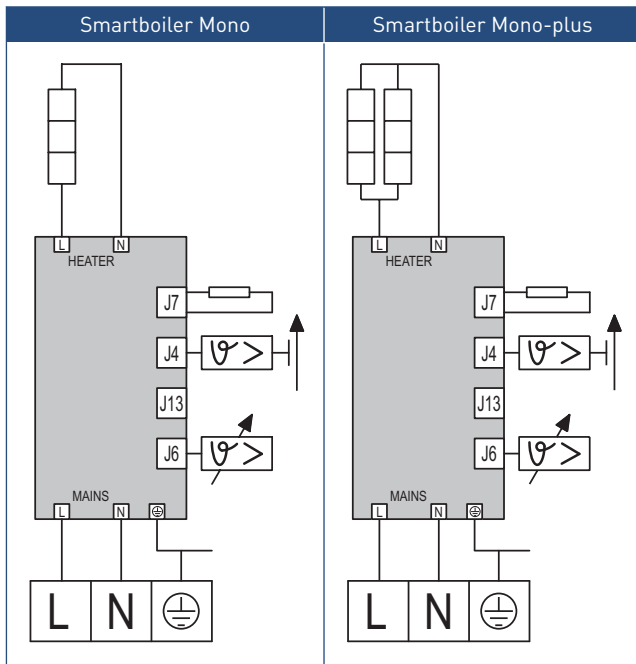 Smartboiler Mono
L N
HEATER
J7
J4 ϑ >
J13
J6 ϑ >
MAINS
L N
L N
Smartboiler Mono-plus
L N
HEATER
J7
J4 ϑ >
J13
J6 ϑ >
MAINS
L N
L N